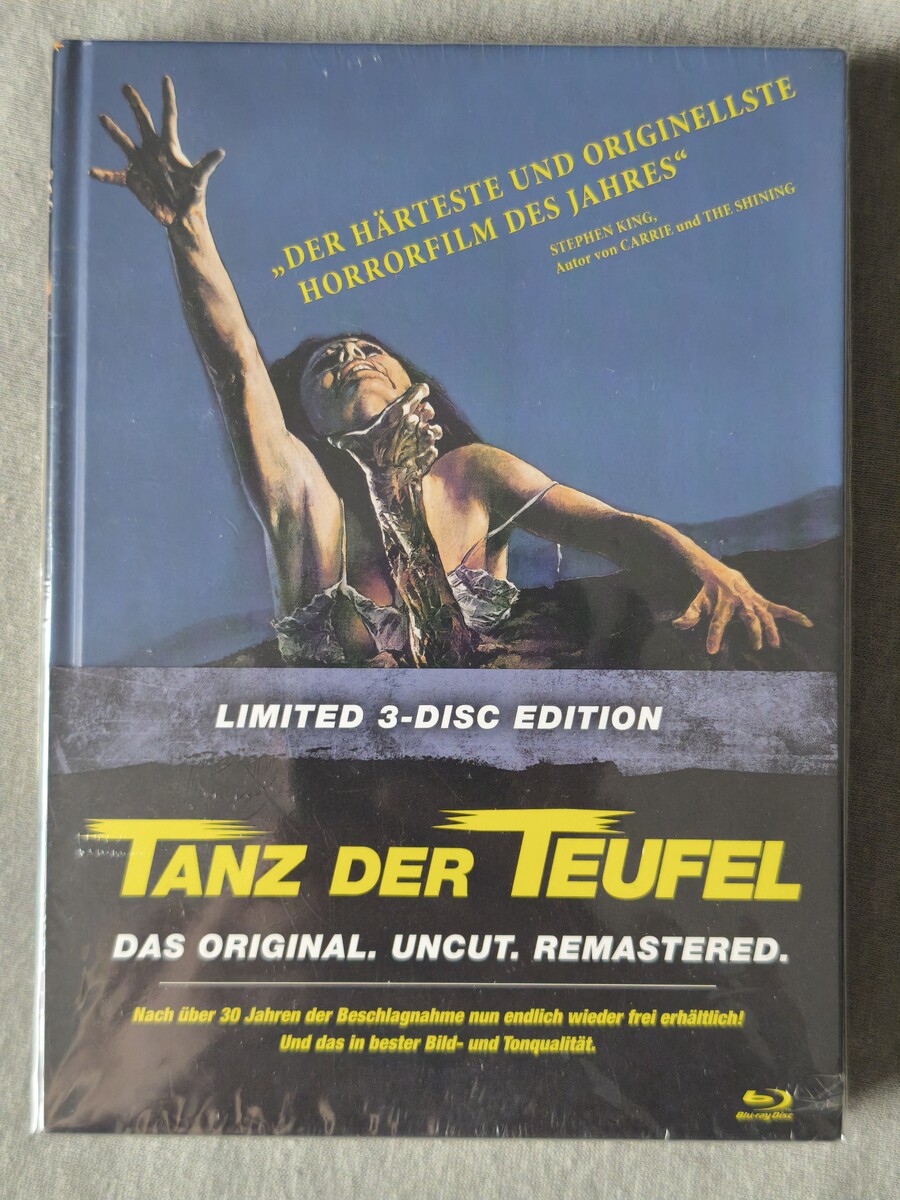 „DER HÄRTESTE UND ORIGINELLSTE
HORRORFILM DES JAHRES“
STEPHEN KING,
Autor von CARRIE und THE SHINING
LIMITED 3-DISC EDITION
TANZ DER TEUFEL
DAS ORIGINAL. UNCUT. REMASTERED.
Nach über 30 Jahren der Beschlagnahme nun endlich wieder frei erhältlich!
Und das in bester Bild- und Tonqualität.
Blu-ray Disc